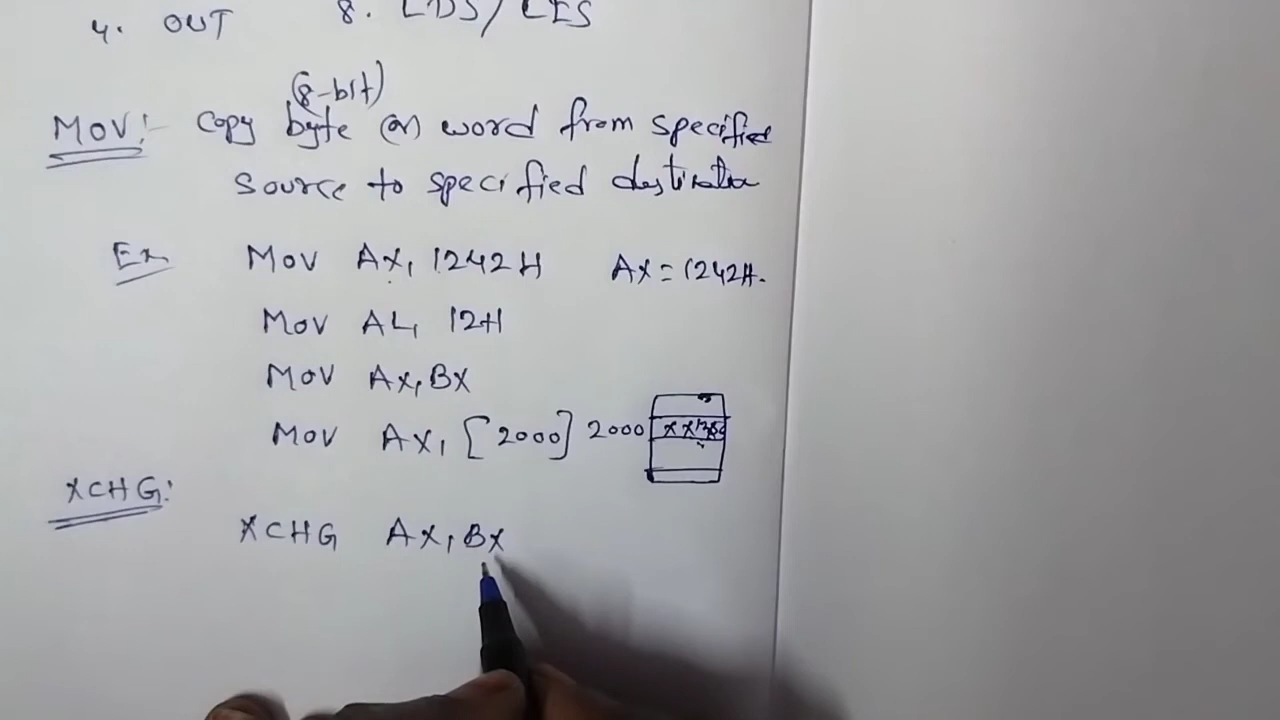 4. OUT 8. LDS/LES
(8-bit)
MOV:- Copy byte (or) word from specified
source to specified destination
Ex MOV AX, 1242H AX = 1242H.
MOV AL, 12H
MOV AX, BX
MOV AX, [2000] 2000
XCHG:
XCHG AX, BX